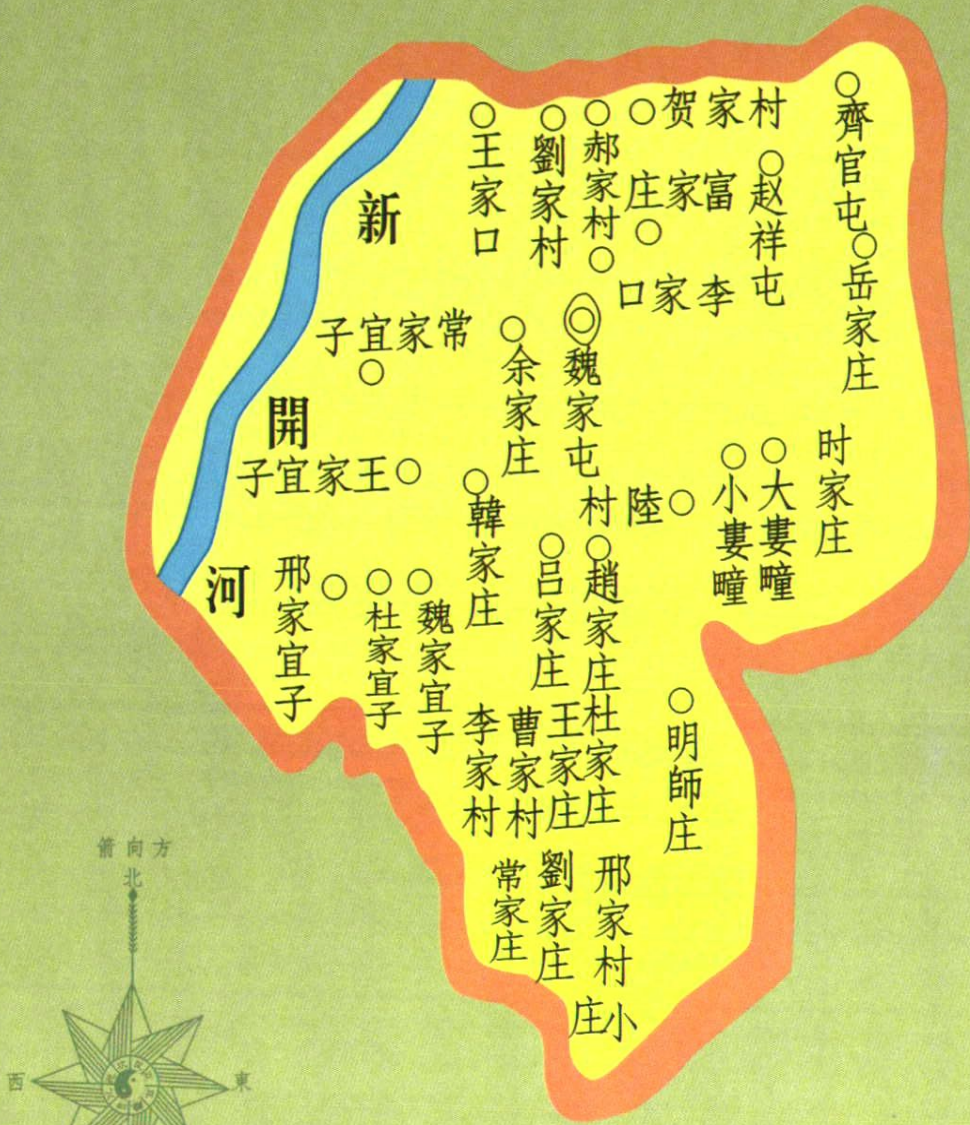 齊官屯
岳家庄
贺家村
赵祥屯
富家庄
李家口
郝家村
劉家村
王家口
新開河
常家宜子
余家庄
魏家屯
王家宜子
韓家庄
陸村
小婁疃
大婁疃
时家庄
邢家宜子
杜家宜子
魏家宜子
呂家庄
趙家庄
李家村
曹家村
王家庄
杜家庄
明師庄
常家庄
劉家庄
邢家村
小庄
方向箭
北
西
東